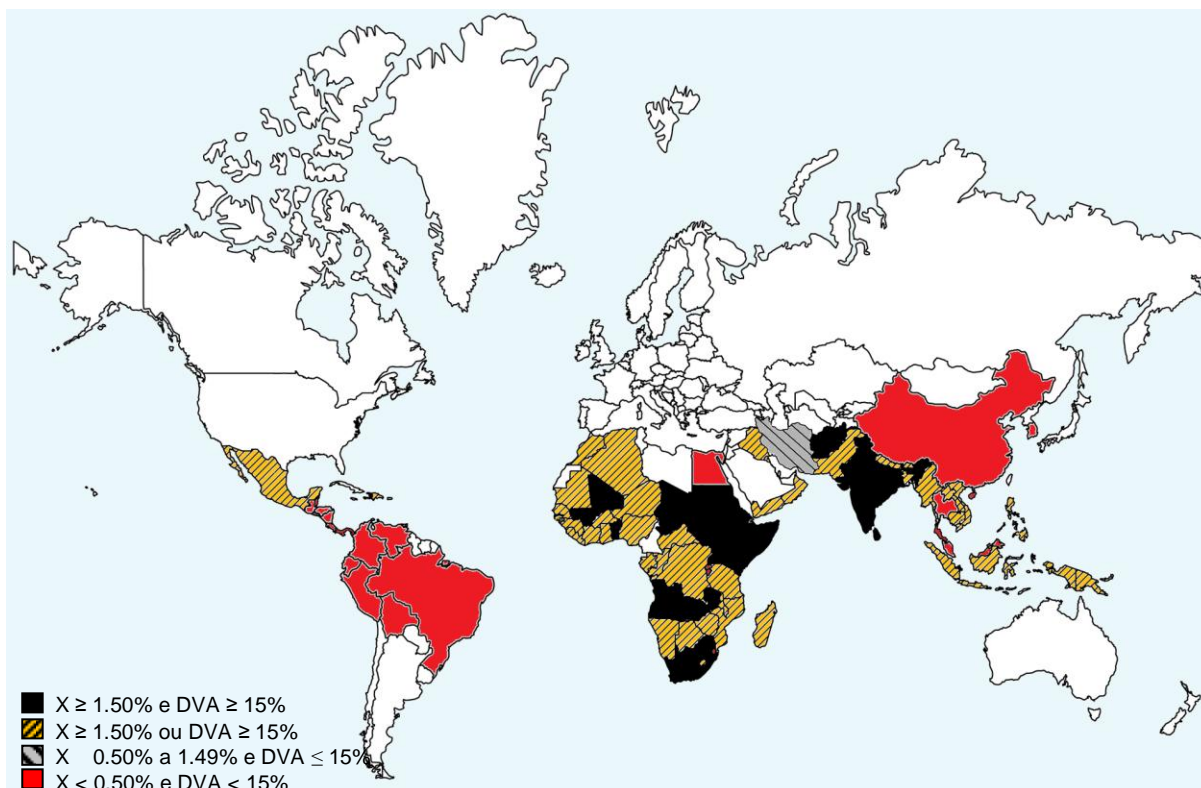 X ≥ 1.50% e DVA ≥ 15%
X ≥ 1.50% ou DVA ≥ 15%
X 0.50% a 1.49% e DVA ≤ 15%
X < 0.50% e DVA < 15%